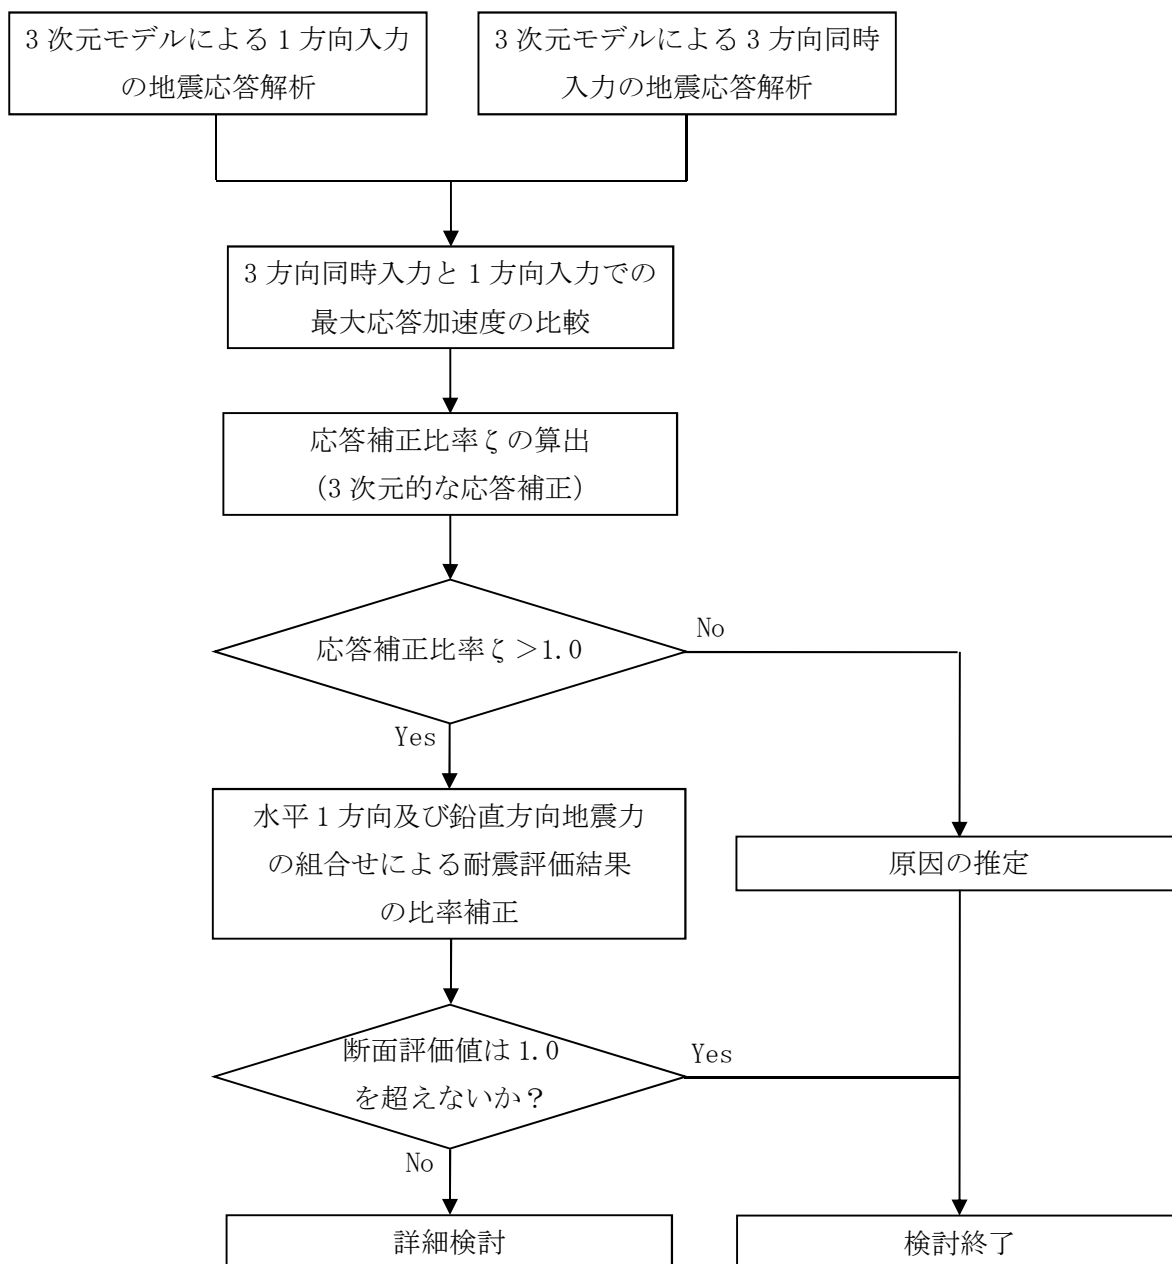 3 次元モデルによる 1 方向入力
の地震応答解析
3 次元モデルによる 3 方向同時
入力の地震応答解析
3 方向同時入力と 1 方向入力での
最大応答加速度の比較
応答補正比率ζの算出
(3 次元的な応答補正)
応答補正比率ζ＞1.0
No
Yes
水平 1 方向及び鉛直方向地震力
の組合せによる耐震評価結果
の比率補正
原因の推定
断面評価値は 1.0
を超えないか？
Yes
No
詳細検討
検討終了